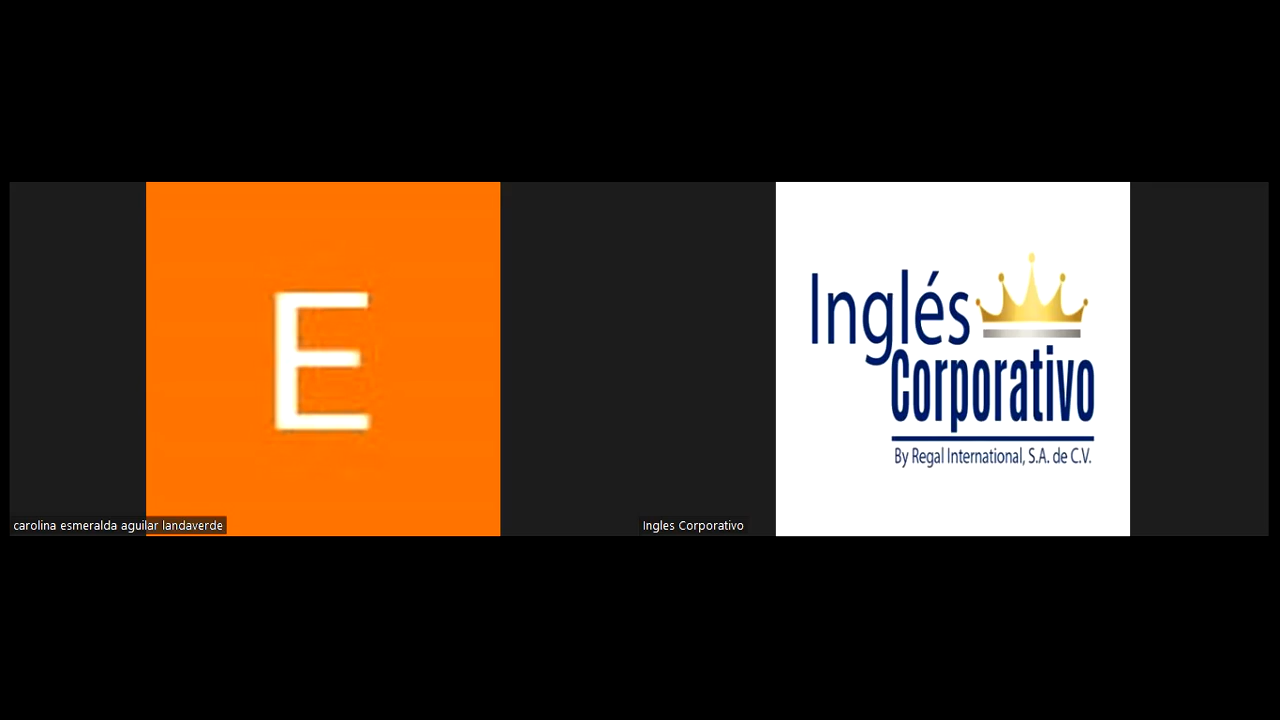 E
Inglés
Corporativo
By Regal International, S.A. de C.V.
carolina esmeralda aguilar landaverde
Ingles Corporativo